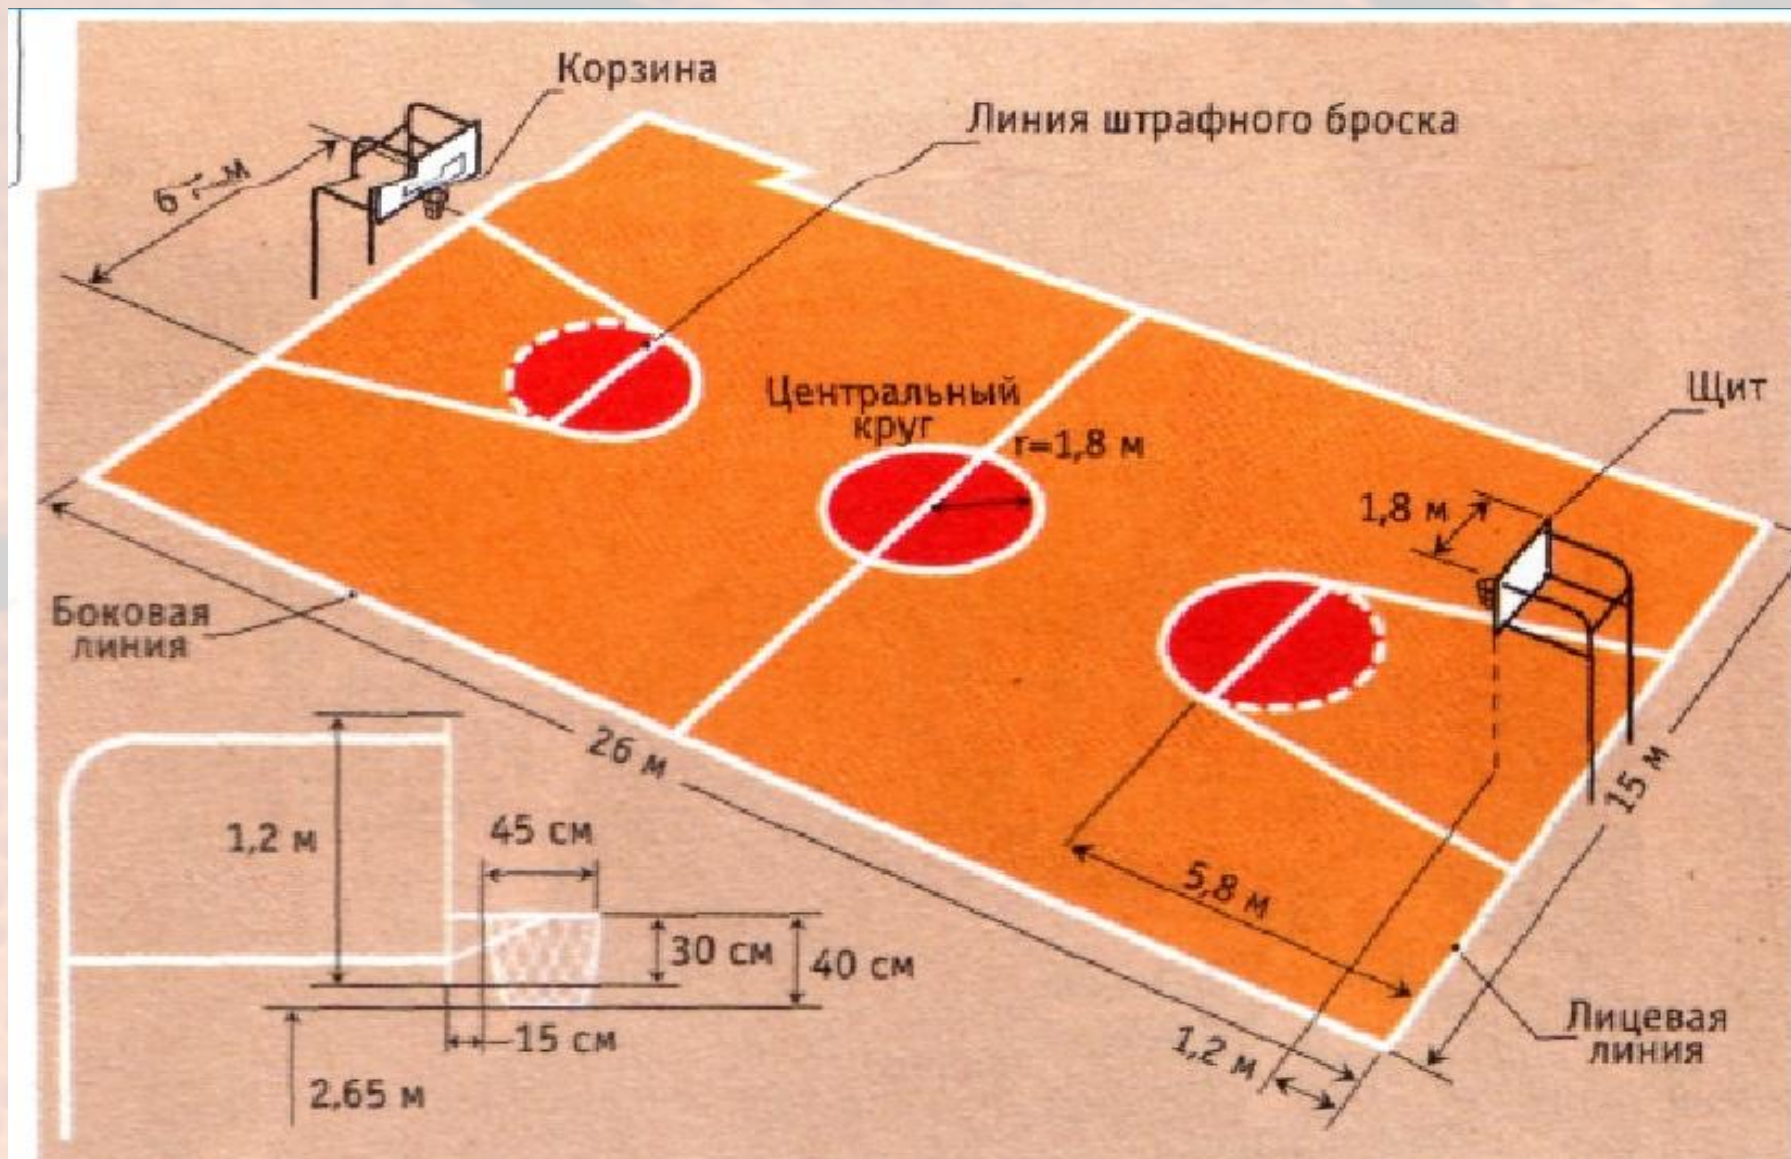 Корзина
Линия штрафного броска
Центральный
круг
r=1,8 м
Щит
1,8 м
Боковая
линия
26 м
15 м
1,2 м
45 см
5,8 м
30 см
40 см
15 см
1,2 м
Лицевая
линия
2,65 м